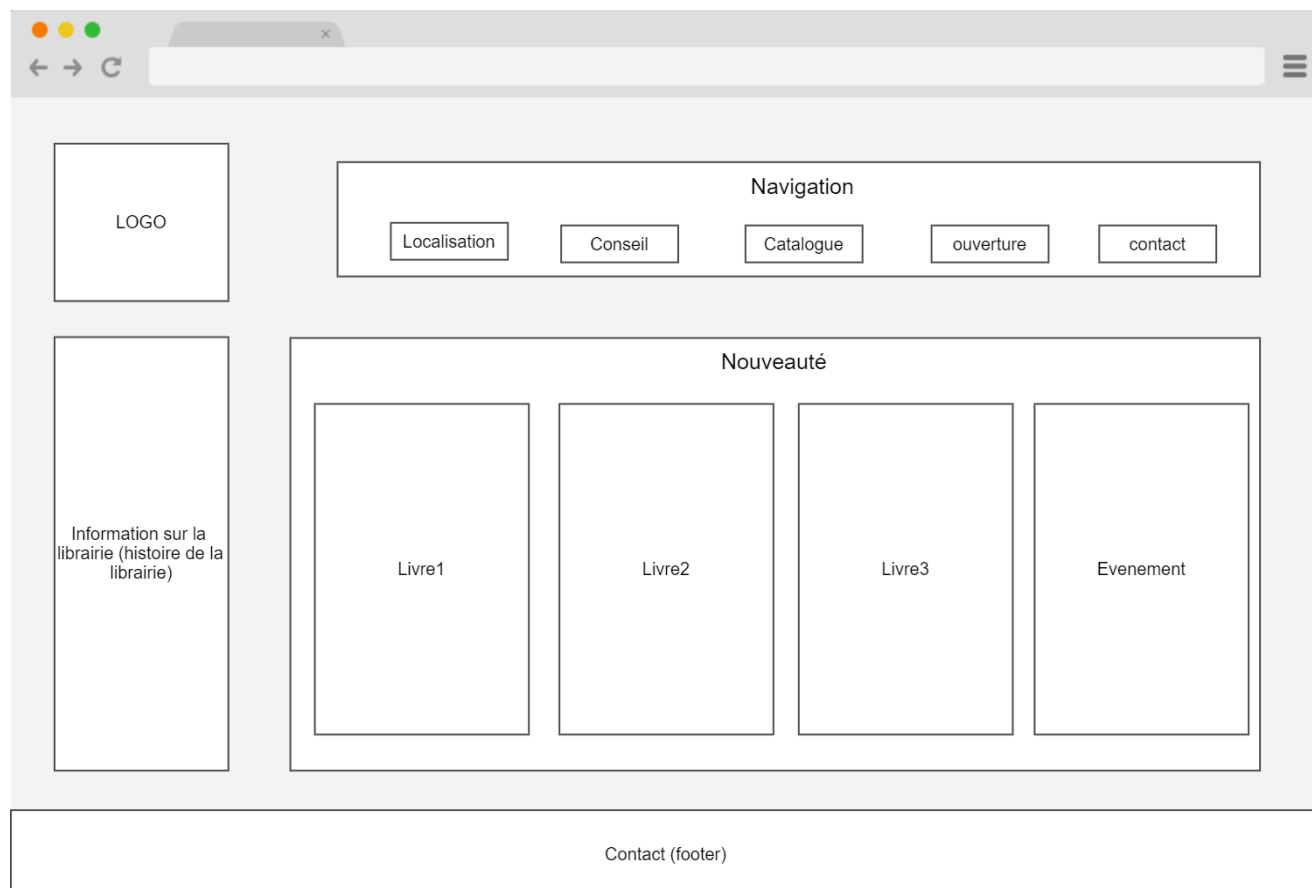 LOGO
Navigation
Localisation
Conseil
Catalogue
ouverture
contact
Information sur la
librairie (histoire de la
librairie)
Nouveauté
Livre1
Livre2
Livre3
Evenement
Contact (footer)